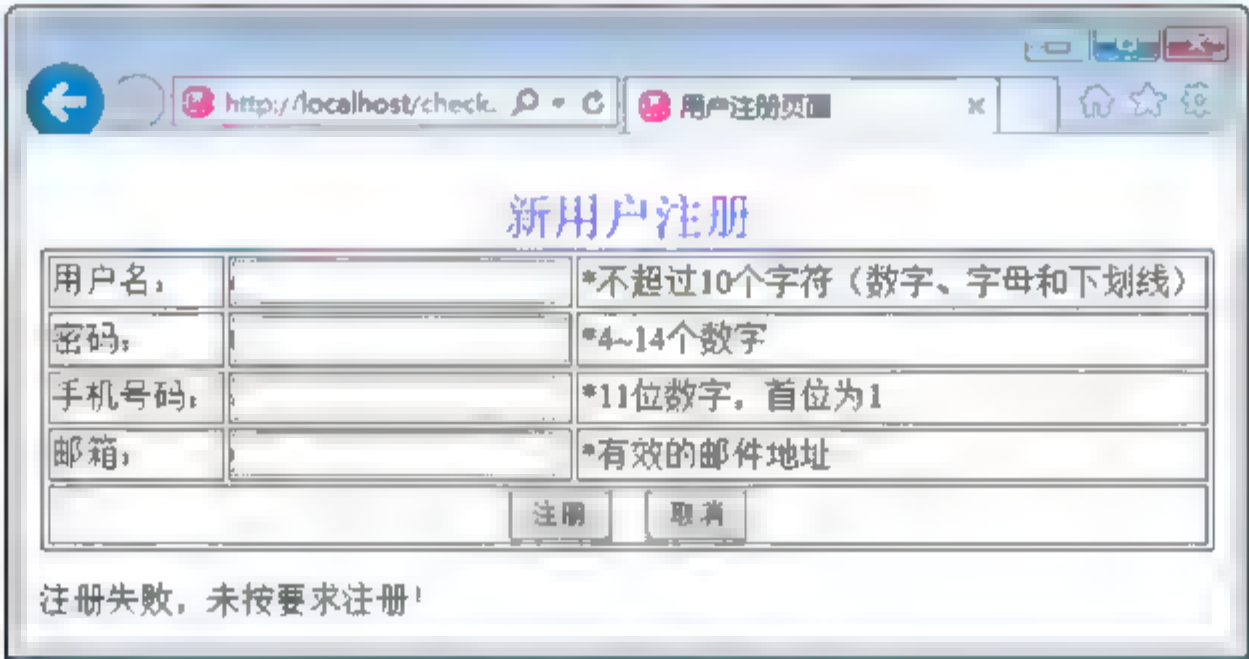 http://localhost/check.
用户注册页面
新用户注册
用户名:
*不超过10个字符（数字、字母和下划线）
密码:
*4~14个数字
手机号码:
*11位数字，首位为1
邮箱:
*有效的邮件地址
注册 取消
注册失败，未按要求注册!